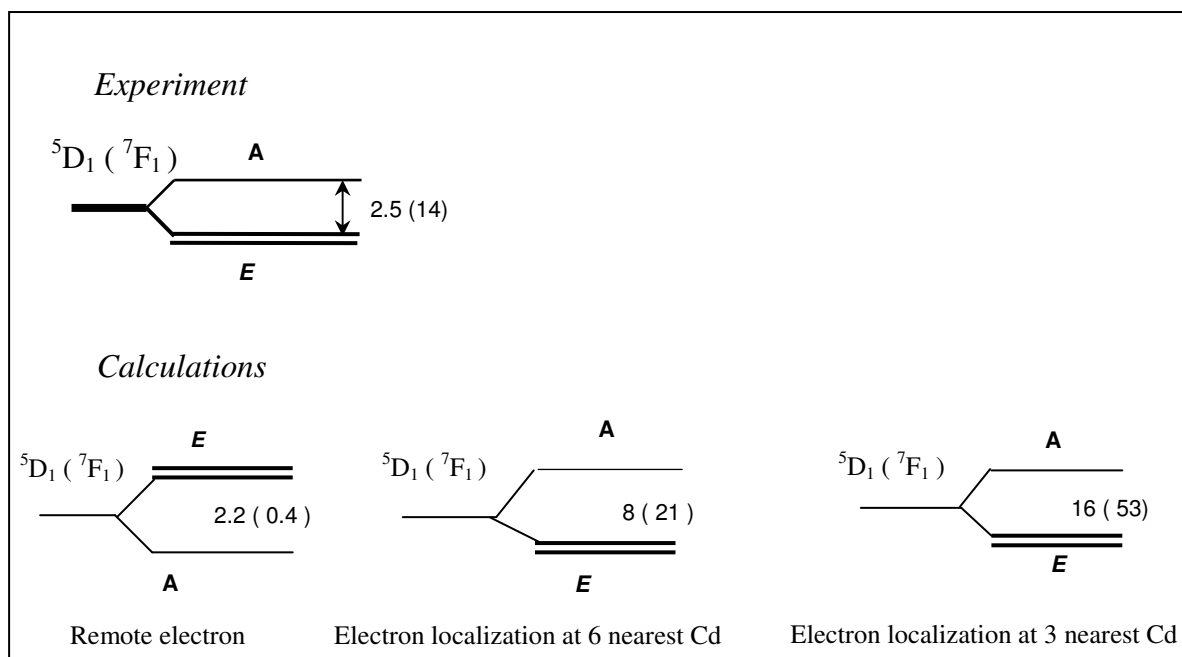 Experiment
⁵D₁ ( ⁷F₁ )
A
2.5 (14)
E
Calculations
E
⁵D₁ ( ⁷F₁ )
2.2 ( 0.4 )
A
Remote electron
A
⁵D₁ ( ⁷F₁ )
8 ( 21 )
E
Electron localization at 6 nearest Cd
A
⁵D₁ ( ⁷F₁ )
16 ( 53)
E
Electron localization at 3 nearest Cd